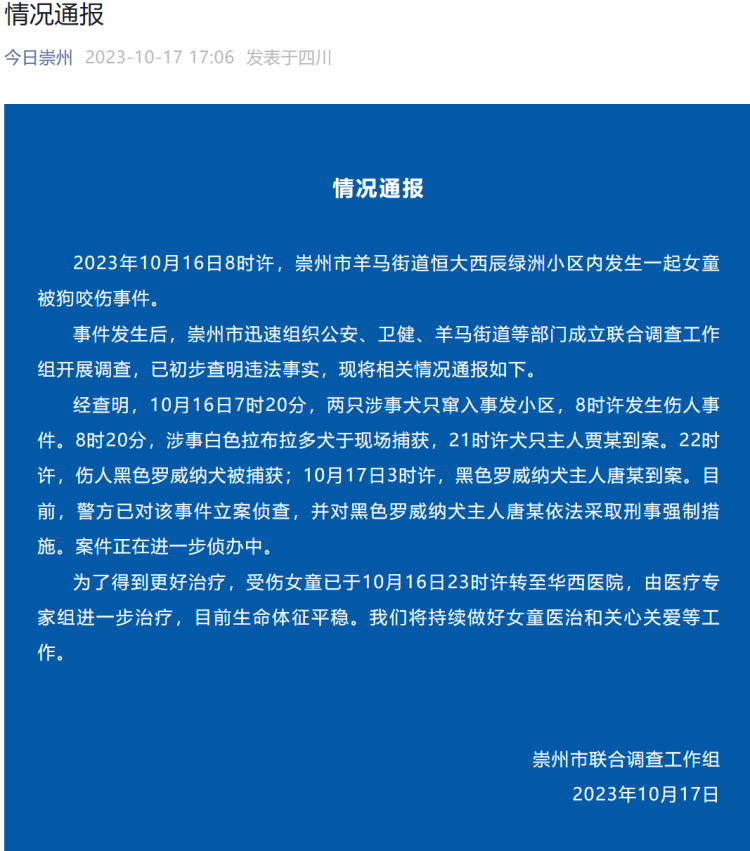 情况通报
今日崇州 2023-10-17 17:06 发表于四川
情况通报
2023年10月16日8时许，崇州市羊马街道恒大西辰绿洲小区内发生一起女童
被狗咬伤事件。
事件发生后，崇州市迅速组织公安、卫健、羊马街道等部门成立联合调查工作
组开展调查，已初步查明违法事实，现将相关情况通报如下。
经查明，10月16日7时20分，两只涉事犬只窜入事发小区，8时许发生伤人事
件。8时20分，涉事白色拉布拉多犬于现场捕获，21时许犬只主人贾某到案。22时
许，伤人黑色罗威纳犬被捕获；10月17日3时许，黑色罗威纳犬主人唐某到案。目
前，警方已对该事件立案侦查，并对黑色罗威纳犬主人唐某依法采取刑事强制措
施。案件正在进一步侦办中。
为了得到更好治疗，受伤女童已于10月16日23时许转至华西医院，由医疗专
家组进一步治疗，目前生命体征平稳。我们将持续做好女童医治和关心关爱等工
作。
崇州市联合调查工作组
2023年10月17日